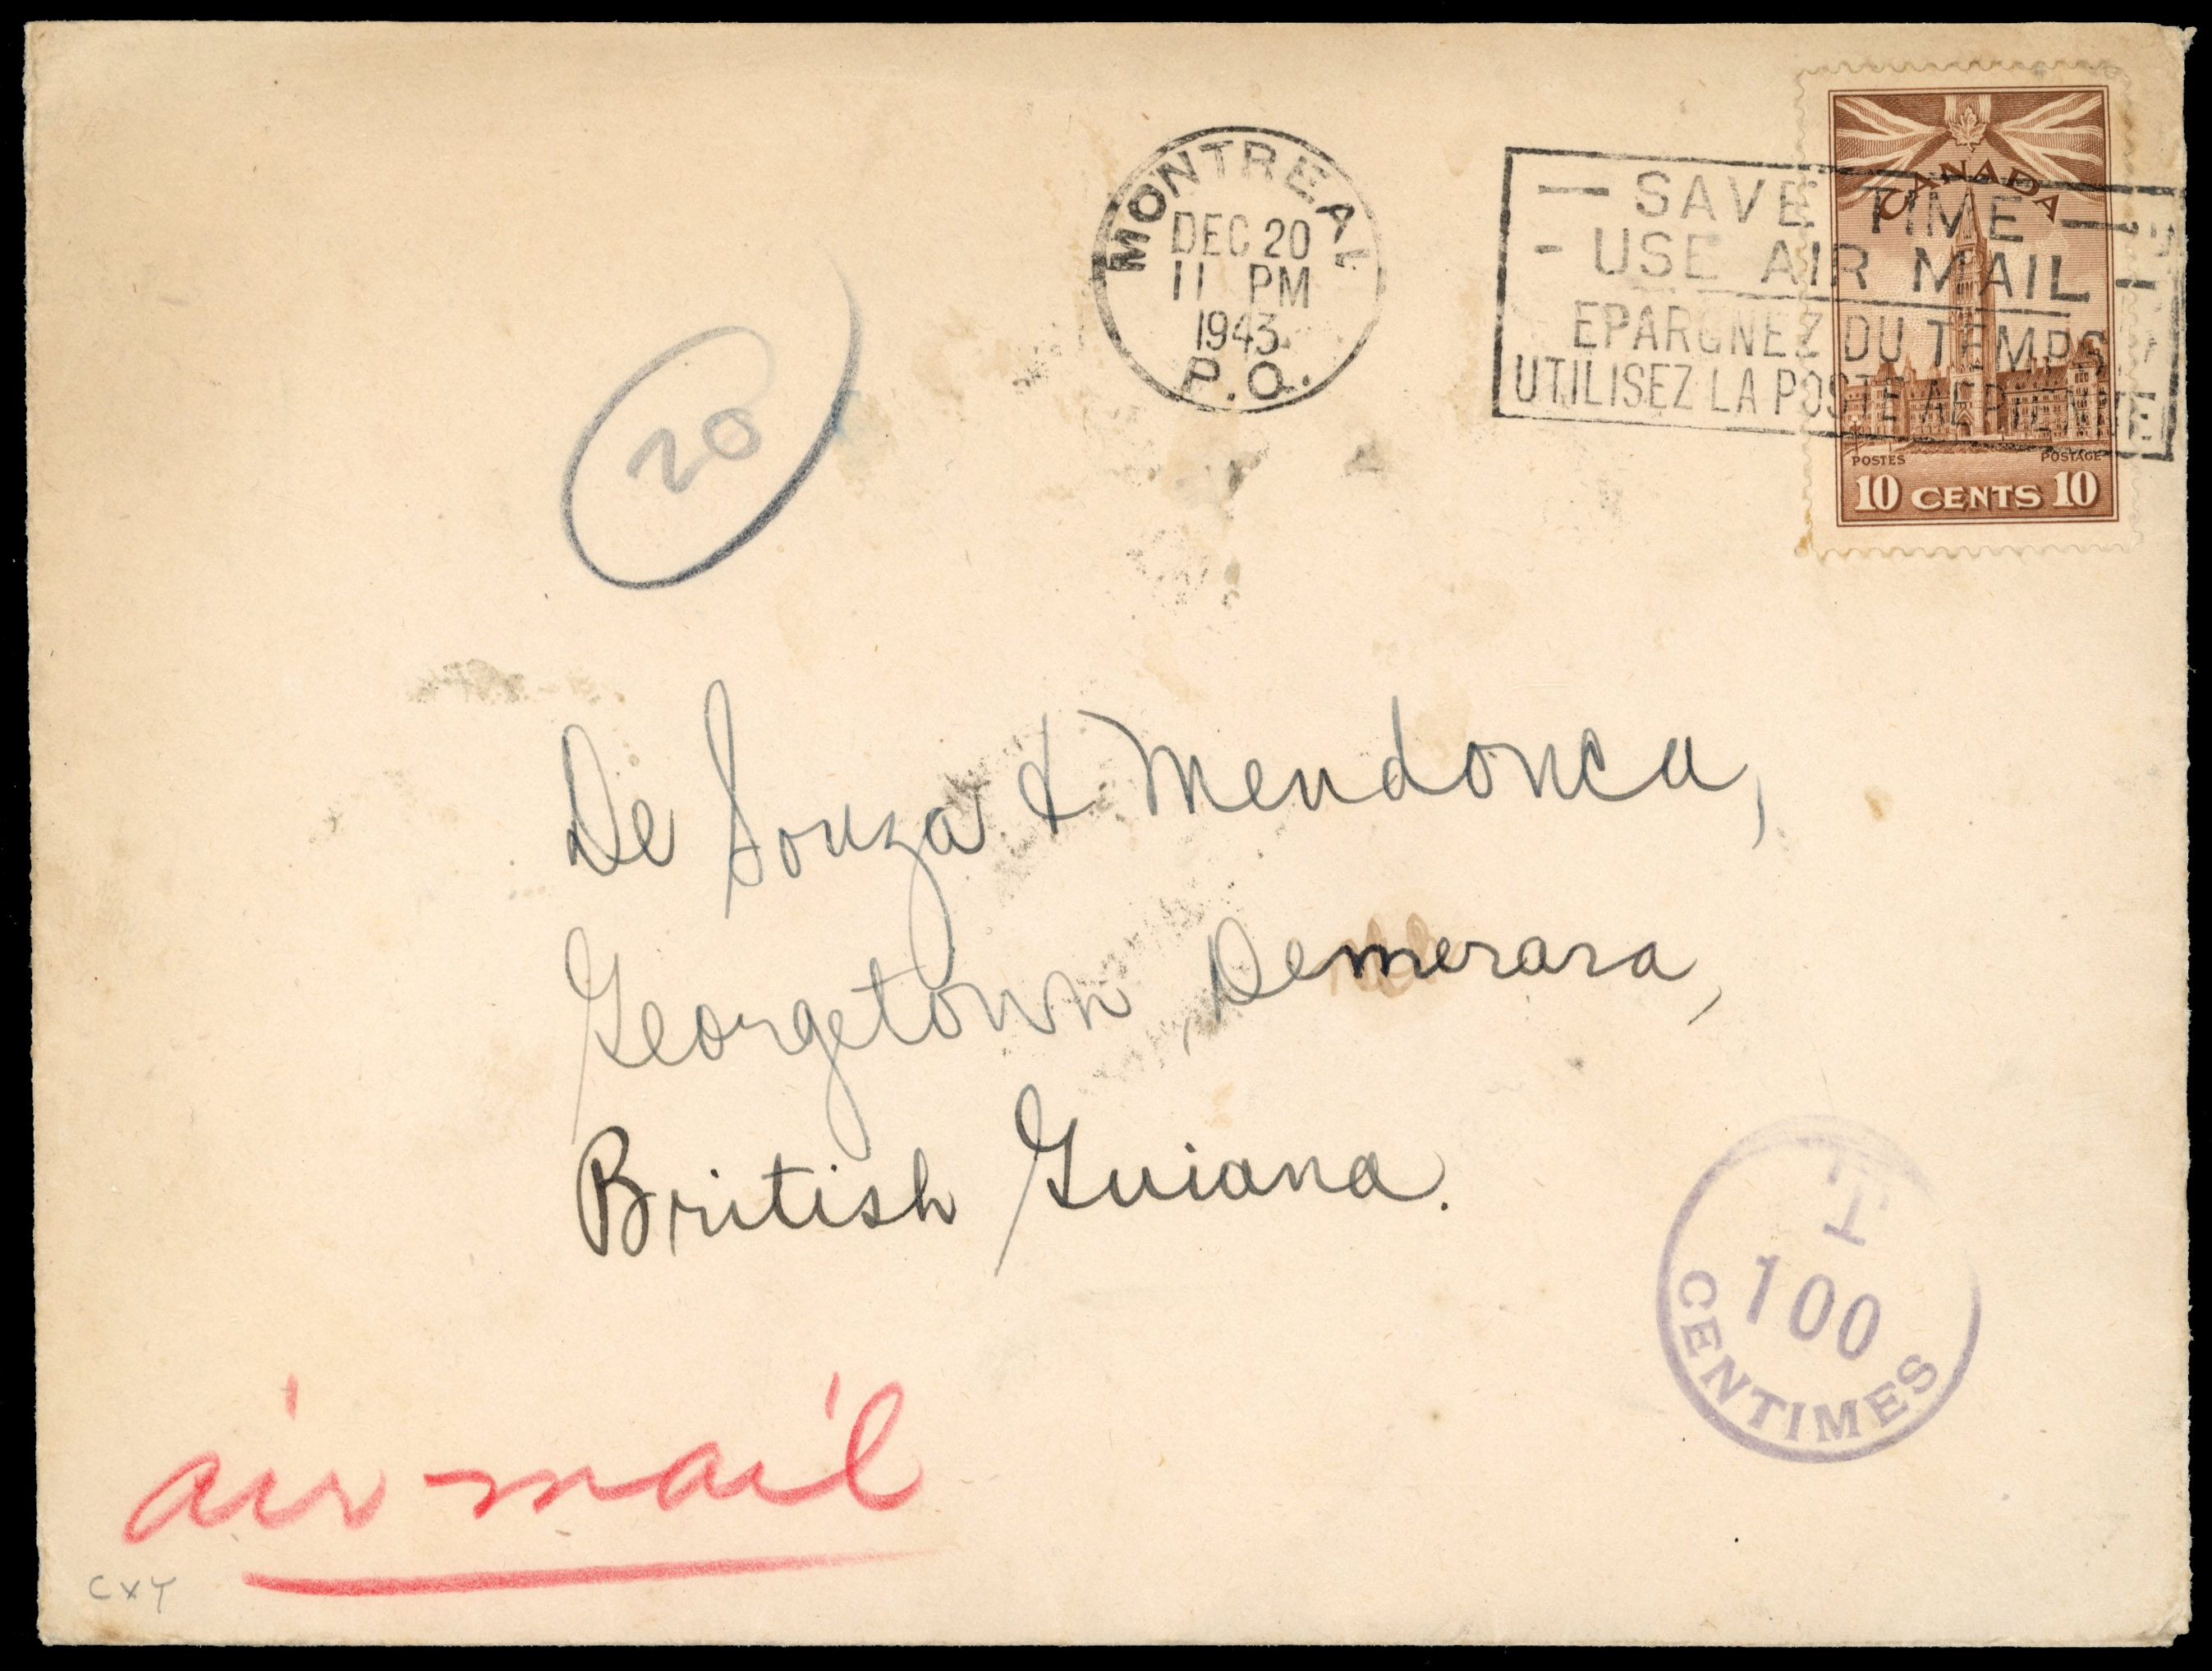 MONTREAL
DEC 20
11 PM
1943
P.Q.
— SAVE TIME —
- USE AIR MAIL -
EPARGNEZ DU TEMPS
UTILISEZ LA POSTE AERIENNE
CANADA
POSTES POSTAGE
10 CENTS 10
20
De Souza & Mendonca,
Georgetown, Demerara,
British Guiana.
T
100
CENTIMES
air mail
CXY